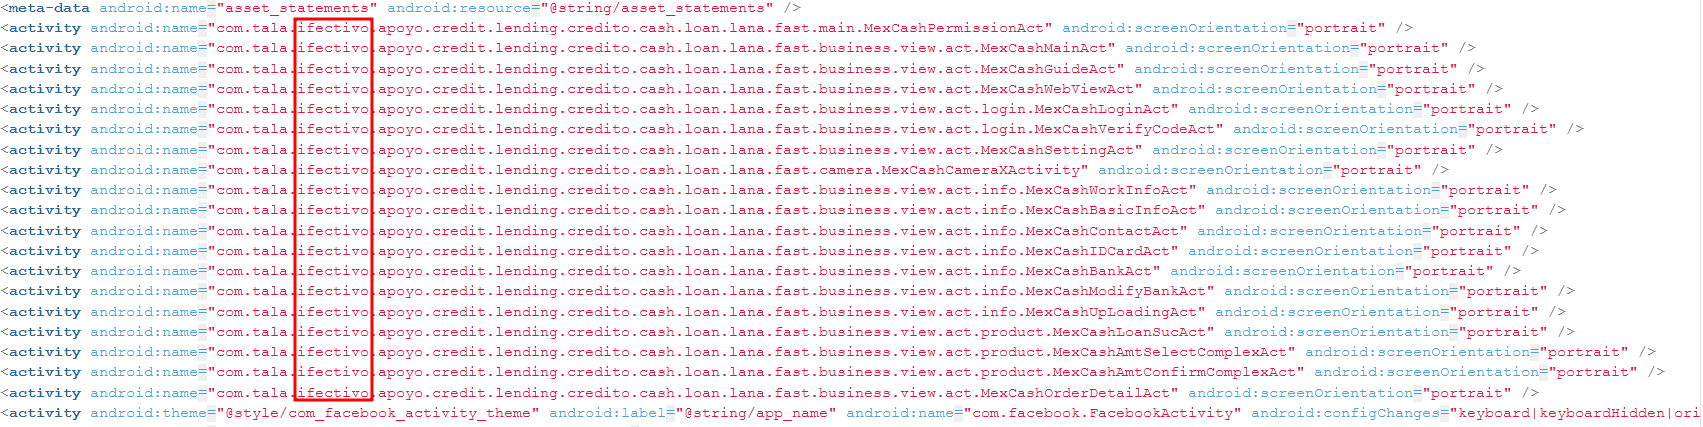 <meta-data android:name="asset_statements" android:resource="@string/asset_statements" />
<activity android:name="com.tala.ifectivo.apoyo.credit.lending.credito.cash.loan.lana.fast.main.MexCashPermissionAct" android:screenOrientation="portrait" />
<activity android:name="com.tala.ifectivo.apoyo.credit.lending.credito.cash.loan.lana.fast.business.view.act.MexCashMainAct" android:screenOrientation="portrait" />
<activity android:name="com.tala.ifectivo.apoyo.credit.lending.credito.cash.loan.lana.fast.business.view.act.MexCashGuideAct" android:screenOrientation="portrait" />
<activity android:name="com.tala.ifectivo.apoyo.credit.lending.credito.cash.loan.lana.fast.business.view.act.MexCashWebViewAct" android:screenOrientation="portrait" />
<activity android:name="com.tala.ifectivo.apoyo.credit.lending.credito.cash.loan.lana.fast.business.view.act.login.MexCashLoginAct" android:screenOrientation="portrait" />
<activity android:name="com.tala.ifectivo.apoyo.credit.lending.credito.cash.loan.lana.fast.business.view.act.login.MexCashVerifyCodeAct" android:screenOrientation="portrait" />
<activity android:name="com.tala.ifectivo.apoyo.credit.lending.credito.cash.loan.lana.fast.business.view.act.MexCashSettingAct" android:screenOrientation="portrait" />
<activity android:name="com.tala.ifectivo.apoyo.credit.lending.credito.cash.loan.lana.fast.camera.MexCashCameraXActivity" android:screenOrientation="portrait" />
<activity android:name="com.tala.ifectivo.apoyo.credit.lending.credito.cash.loan.lana.fast.business.view.act.info.MexCashWorkInfoAct" android:screenOrientation="portrait" />
<activity android:name="com.tala.ifectivo.apoyo.credit.lending.credito.cash.loan.lana.fast.business.view.act.info.MexCashBasicInfoAct" android:screenOrientation="portrait" />
<activity android:name="com.tala.ifectivo.apoyo.credit.lending.credito.cash.loan.lana.fast.business.view.act.info.MexCashContactAct" android:screenOrientation="portrait" />
<activity android:name="com.tala.ifectivo.apoyo.credit.lending.credito.cash.loan.lana.fast.business.view.act.info.MexCashIDCardAct" android:screenOrientation="portrait" />
<activity android:name="com.tala.ifectivo.apoyo.credit.lending.credito.cash.loan.lana.fast.business.view.act.info.MexCashBankAct" android:screenOrientation="portrait" />
<activity android:name="com.tala.ifectivo.apoyo.credit.lending.credito.cash.loan.lana.fast.business.view.act.info.MexCashModifyBankAct" android:screenOrientation="portrait" />
<activity android:name="com.tala.ifectivo.apoyo.credit.lending.credito.cash.loan.lana.fast.business.view.act.info.MexCashUpLoadingAct" android:screenOrientation="portrait" />
<activity android:name="com.tala.ifectivo.apoyo.credit.lending.credito.cash.loan.lana.fast.business.view.act.product.MexCashLoanSucAct" android:screenOrientation="portrait" />
<activity android:name="com.tala.ifectivo.apoyo.credit.lending.credito.cash.loan.lana.fast.business.view.act.product.MexCashAmtSelectComplexAct" android:screenOrientation="portrait" />
<activity android:name="com.tala.ifectivo.apoyo.credit.lending.credito.cash.loan.lana.fast.business.view.act.product.MexCashAmtConfirmComplexAct" android:screenOrientation="portrait" />
<activity android:name="com.tala.ifectivo.apoyo.credit.lending.credito.cash.loan.lana.fast.business.view.act.MexCashOrderDetailAct" android:screenOrientation="portrait" />
<activity android:theme="@style/com_facebook_activity_theme" android:label="@string/app_name" android:name="com.facebook.FacebookActivity" android:configChanges="keyboard|keyboardHidden|ori